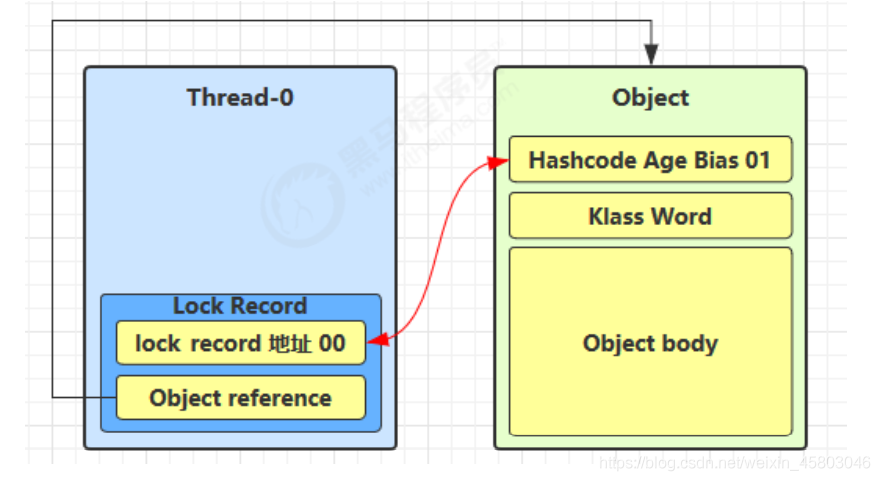 Thread-0
Object
Hashcode Age Bias 01
Klass Word
Lock Record
lock record 地址 00
Object body
Object reference
黑马程序员
www.itheima.com
https://blog.csdn.net/weixin_45803046